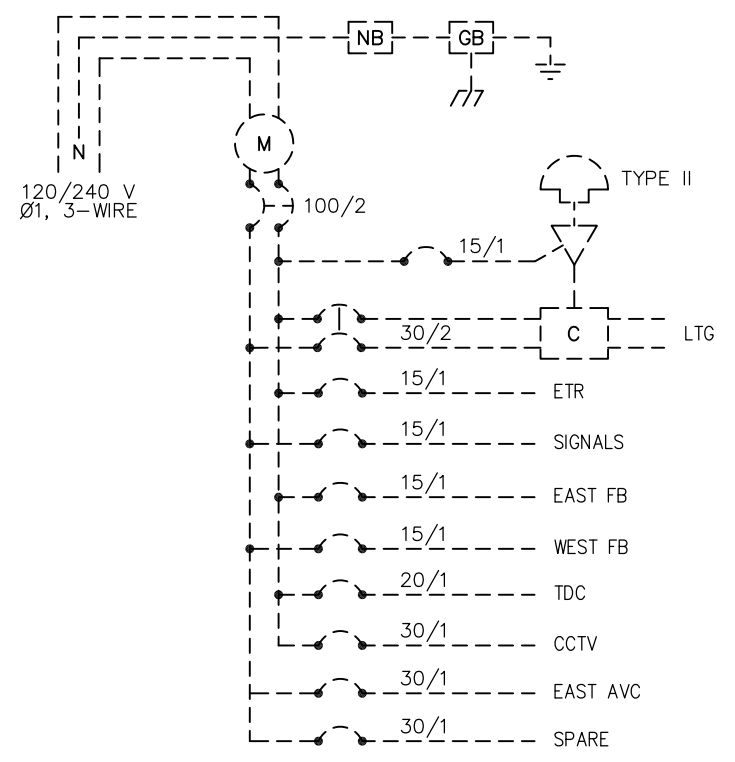 NB
GB
N
M
120/240 V
Ø1, 3-WIRE
100/2
TYPE II
15/1
30/2
C
LTG
15/1
ETR
15/1
SIGNALS
15/1
EAST FB
15/1
WEST FB
20/1
TDC
30/1
CCTV
30/1
EAST AVC
30/1
SPARE